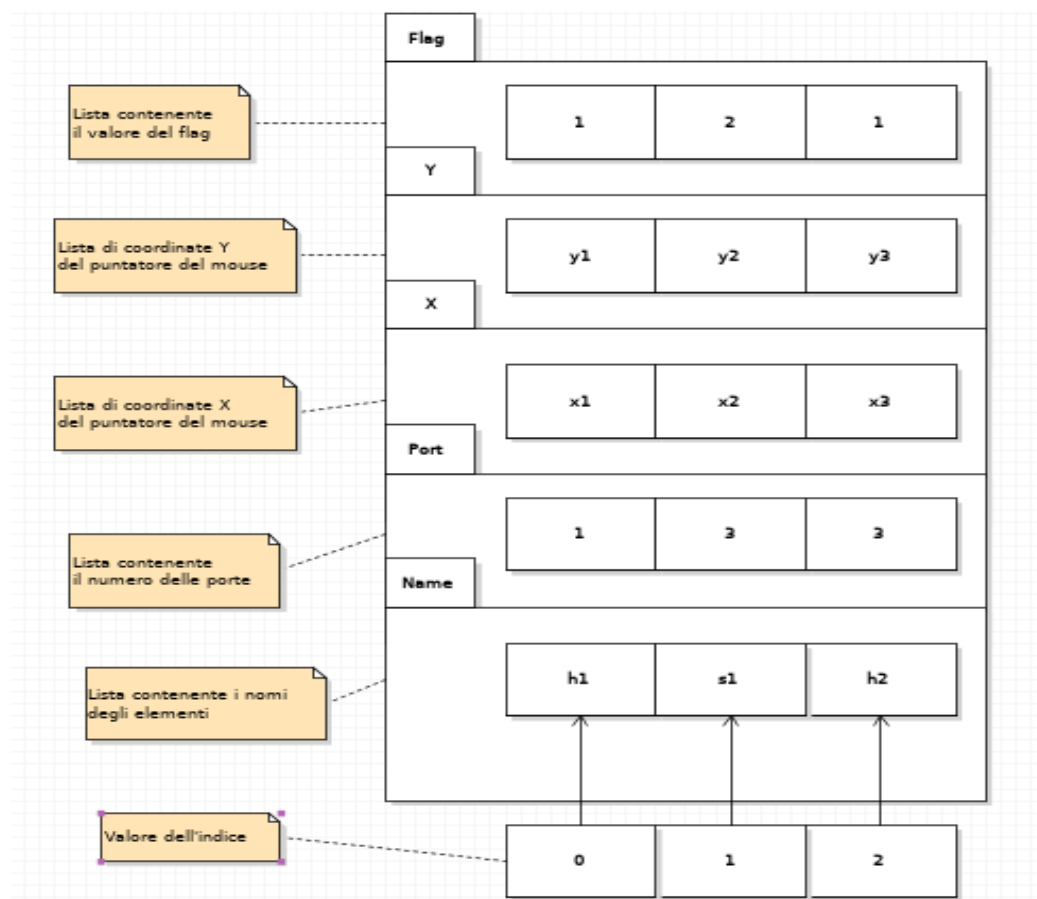 Flag
Lista contenente
il valore del flag
1 2 1
Y
Lista di coordinate Y
del puntatore del mouse
y1 y2 y3
X
Lista di coordinate X
del puntatore del mouse
x1 x2 x3
Port
Lista contenente
il numero delle porte
1 3 3
Name
Lista contenente i nomi
degli elementi
h1 s1 h2
Valore dell'indice
0 1 2